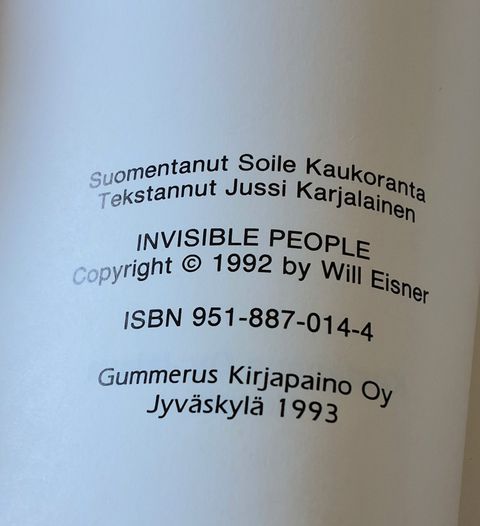 Suomentanut Soile Kaukoranta
Tekstannut Jussi Karjalainen
INVISIBLE PEOPLE
Copyright © 1992 by Will Eisner
ISBN 951-887-014-4
Gummerus Kirjapaino Oy
Jyväskylä 1993